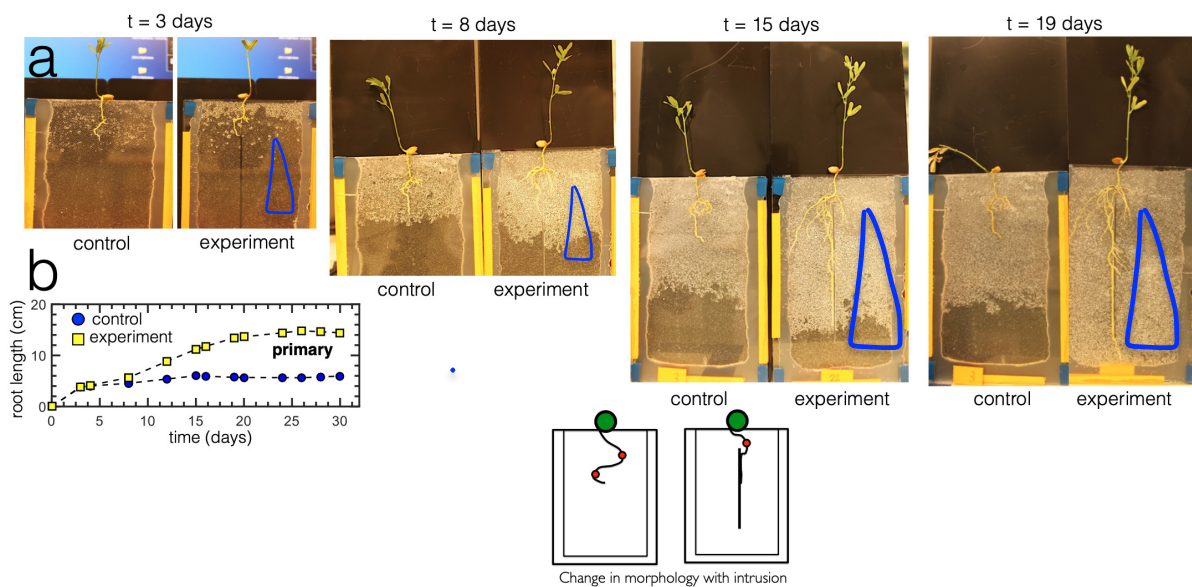 t = 3 days
t = 8 days
t = 15 days
t = 19 days
a
control
experiment
control
experiment
control
experiment
control
experiment
b
root length (cm)
20
10
0
control
experiment
primary
0
5
10
15
20
25
30
time (days)
Change in morphology with intrusion